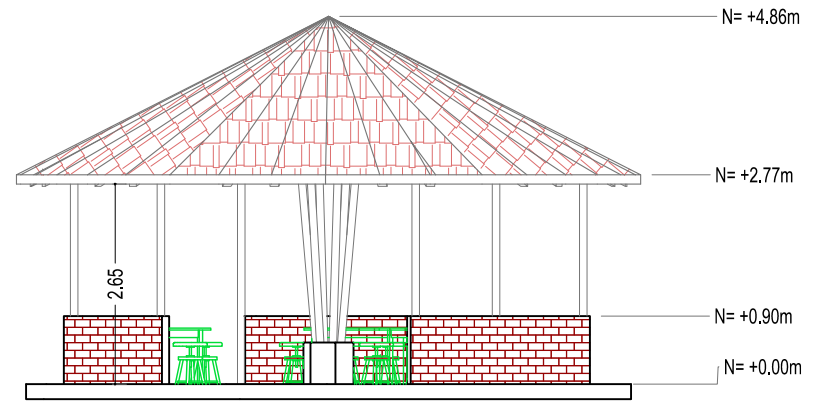 N= +4.86m
N= +2.77m
2.65
N= +0.90m
N= +0.00m